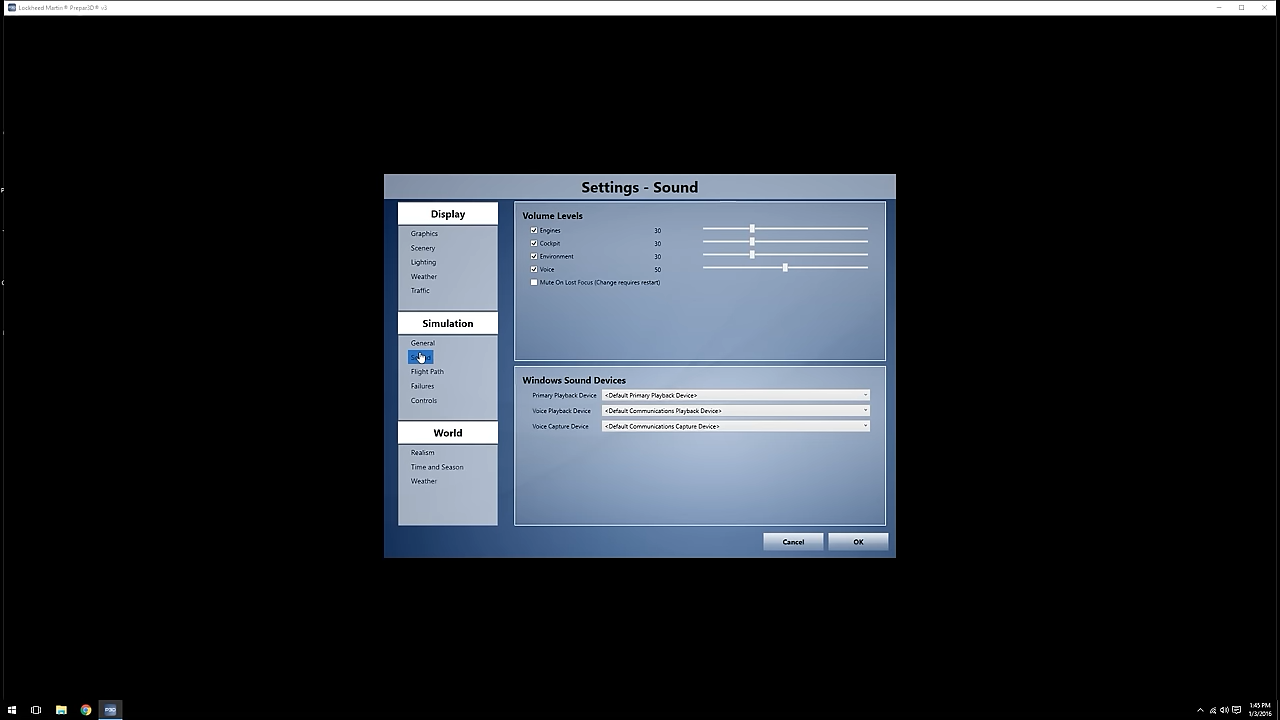 Lockheed Martin® Prepar3D® v3
Settings - Sound
Display
Graphics
Scenery
Lighting
Weather
Traffic
Simulation
General
Sound
Flight Path
Failures
Controls
World
Realism
Time and Season
Weather
Volume Levels
Engines 30
Cockpit 30
Environment 30
Voice 50
Mute On Lost Focus (Change requires restart)
Windows Sound Devices
Primary Playback Device <Default Primary Playback Device>
Voice Playback Device <Default Communications Playback Device>
Voice Capture Device <Default Communications Capture Device>
Cancel OK
P3D
1:45 PM
1/3/2016